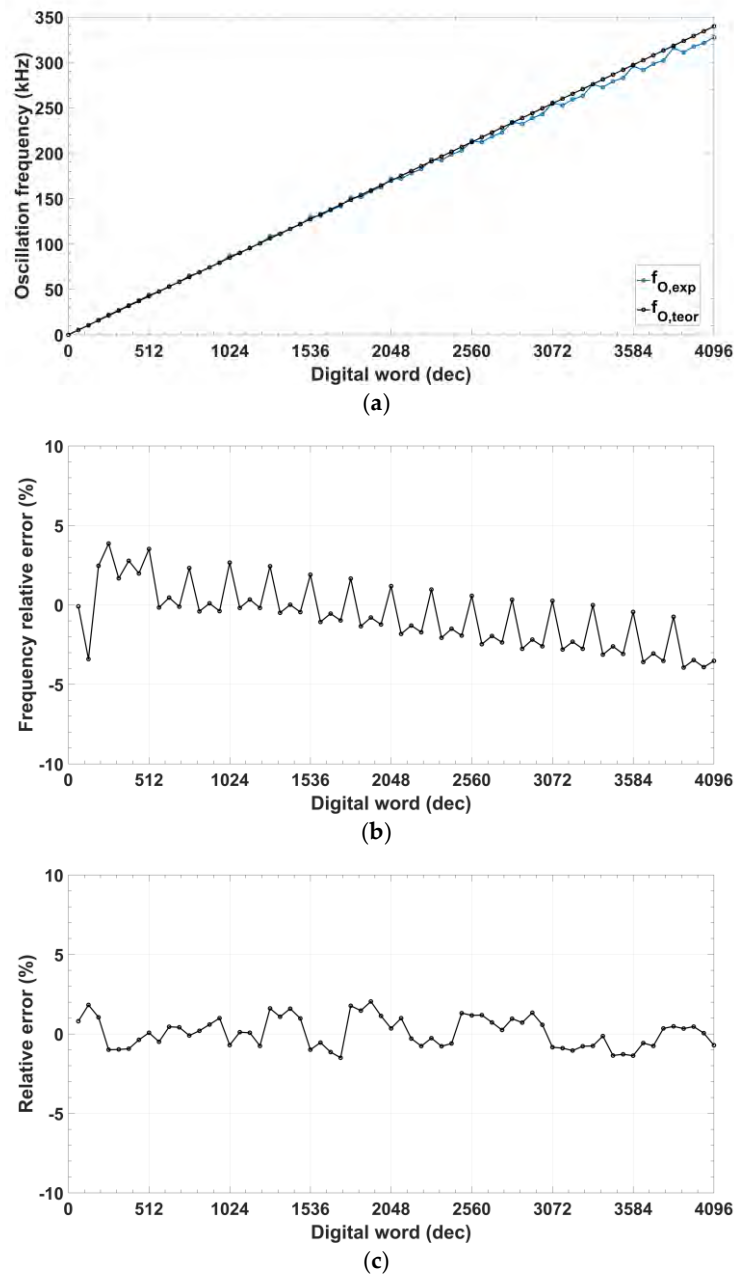 350
300
250
200
150
100
50
0
Oscillation frequency (kHz)
f O,exp
f O,teor
0 512 1024 1536 2048 2560 3072 3584 4096
Digital word (dec)
(a)
10
5
0
-5
-10
Frequency relative error (%)
0 512 1024 1536 2048 2560 3072 3584 4096
Digital word (dec)
(b)
10
5
0
-5
-10
Relative error (%)
0 512 1024 1536 2048 2560 3072 3584 4096
Digital word (dec)
(c)